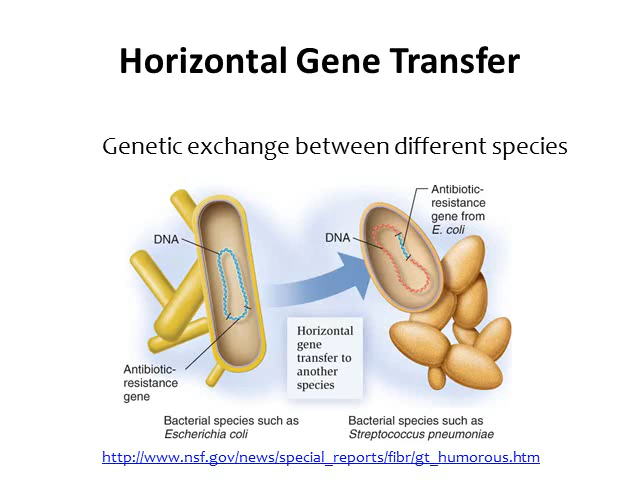 Horizontal Gene Transfer
Genetic exchange between different species
Antibiotic-
resistance
gene from
E. coli
DNA
DNA
Horizontal
gene
transfer to
another
species
Antibiotic-
resistance
gene
Bacterial species such as
Escherichia coli
Bacterial species such as
Streptococcus pneumoniae
http://www.nsf.gov/news/special_reports/fibr/gt_humorous.htm